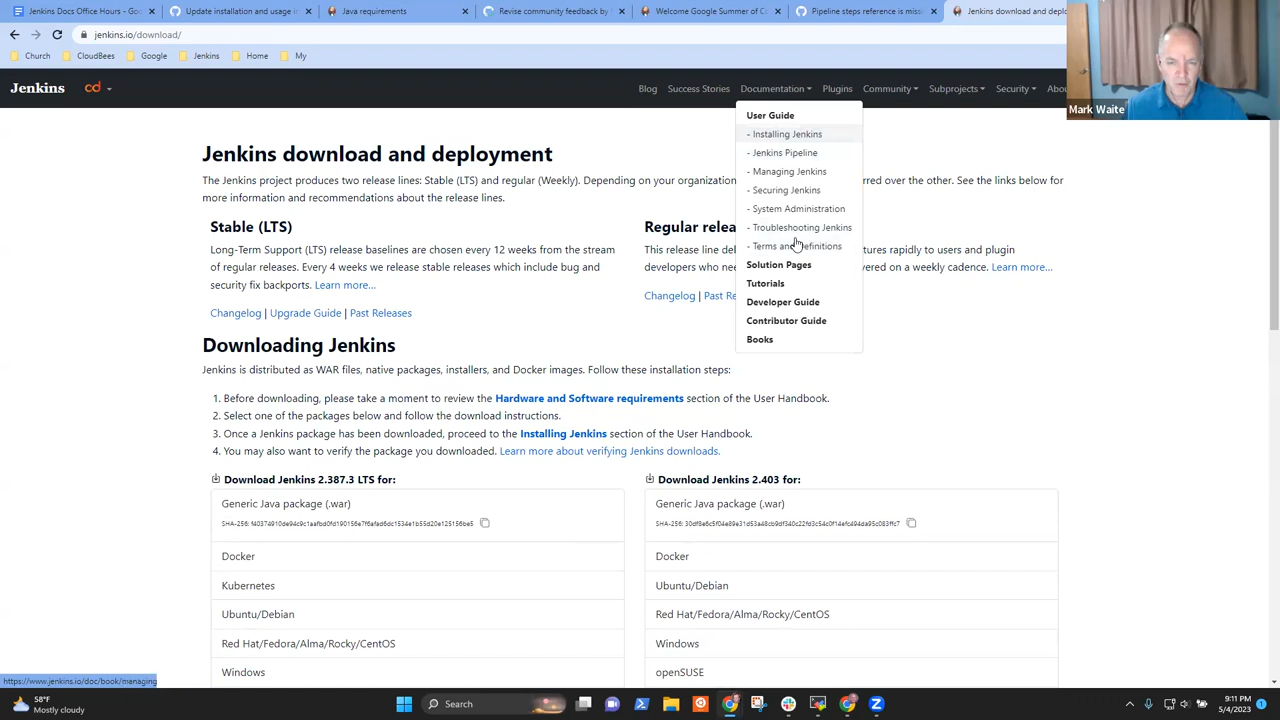 Jenkins Docs Office Hours - Goo
Update installation and usage in
Java requirements
Revise community feedback by
Welcome Google Summer of C
Pipeline steps reference is miss
Jenkins download and deplo
jenkins.io/download/
Church
CloudBees
Google
Jenkins
Home
My
Mark Waite
Jenkins
cd
Blog
Success Stories
Documentation
Plugins
Community
Subprojects
Security
Abou
User Guide
- Installing Jenkins
- Jenkins Pipeline
- Managing Jenkins
- Securing Jenkins
- System Administration
- Troubleshooting Jenkins
- Terms and Definitions
Solution Pages
Tutorials
Developer Guide
Contributor Guide
Books
Jenkins download and deployment
The Jenkins project produces two release lines: Stable (LTS) and regular (Weekly). Depending on your organization
rred over the other. See the links below for
more information and recommendations about the release lines.
Stable (LTS)
Long-Term Support (LTS) release baselines are chosen every 12 weeks from the stream
of regular releases. Every 4 weeks we release stable releases which include bug and
security fix backports. Learn more...
Changelog | Upgrade Guide | Past Releases
Regular relea
This release line del
tures rapidly to users and plugin
developers who nee
vered on a weekly cadence. Learn more...
Changelog | Past Re
Downloading Jenkins
Jenkins is distributed as WAR files, native packages, installers, and Docker images. Follow these installation steps:
1. Before downloading, please take a moment to review the Hardware and Software requirements section of the User Handbook.
2. Select one of the packages below and follow the download instructions.
3. Once a Jenkins package has been downloaded, proceed to the Installing Jenkins section of the User Handbook.
4. You may also want to verify the package you downloaded. Learn more about verifying Jenkins downloads.
Download Jenkins 2.387.3 LTS for:
Generic Java package (.war)
SHA-256:
Docker
Kubernetes
Ubuntu/Debian
Red Hat/Fedora/Alma/Rocky/CentOS
Windows
Download Jenkins 2.403 for:
Generic Java package (.war)
SHA-256:
Docker
Ubuntu/Debian
Red Hat/Fedora/Alma/Rocky/CentOS
Windows
openSUSE
https://www.jenkins.io/doc/book/managing
58°F
Mostly cloudy
Search
9:11 PM
5/4/2023